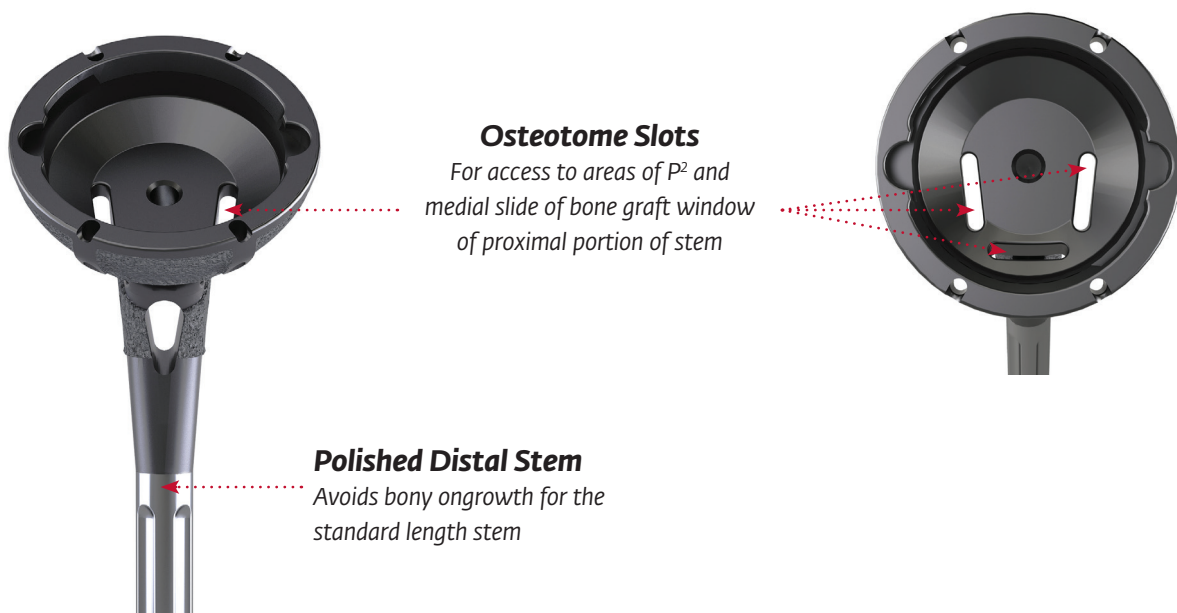 Osteotome Slots
For access to areas of P² and
medial slide of bone graft window
of proximal portion of stem
Polished Distal Stem
Avoids bony ongrowth for the
standard length stem